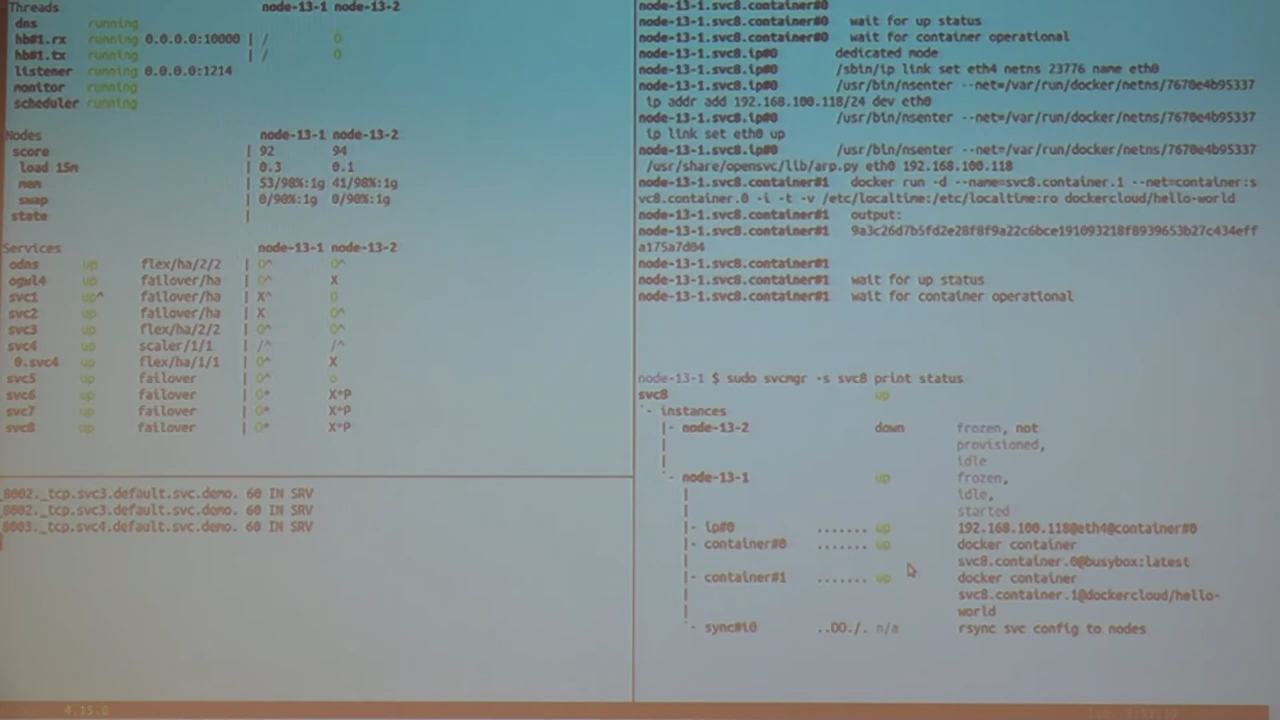 Threads node-13-1 node-13-2
dns running
hb#1.rx running 0.0.0.0:10000 | / O
hb#1.tx running | / O
listener running 0.0.0.0:1214
monitor running
scheduler running
Nodes node-13-1 node-13-2
score | 92 94
load 15m | 0.3 0.1
mem | 53/98%:1g 41/98%:1g
swap | 0/90%:1g 0/90%:1g
state |
Services node-13-1 node-13-2
odns up flex/ha/2/2 | O^ O^
ogwl4 up failover/ha | O^ X
svc1 up^ failover/ha | X^ O
svc2 up failover/ha | X O^
svc3 up flex/ha/2/2 | O^ O^
svc4 up scaler/1/1 | /^ /^
0.svc4 up flex/ha/1/1 | O^ X
svc5 up failover | O^ o
svc6 up failover | O* X*P
svc7 up failover | O* X*P
svc8 up failover | O* X*P
_8002._tcp.svc3.default.svc.demo. 60 IN SRV
_8002._tcp.svc3.default.svc.demo. 60 IN SRV
_8003._tcp.svc4.default.svc.demo. 60 IN SRV
node-13-1.svc8.container#0
node-13-1.svc8.container#0 wait for up status
node-13-1.svc8.container#0 wait for container operational
node-13-1.svc8.ip#0 dedicated mode
node-13-1.svc8.ip#0 /sbin/ip link set eth4 netns 23776 name eth0
node-13-1.svc8.ip#0 /usr/bin/nsenter --net=/var/run/docker/netns/7670e4b95337
ip addr add 192.168.100.118/24 dev eth0
node-13-1.svc8.ip#0 /usr/bin/nsenter --net=/var/run/docker/netns/7670e4b95337
ip link set eth0 up
node-13-1.svc8.ip#0 /usr/bin/nsenter --net=/var/run/docker/netns/7670e4b95337
/usr/share/opensvc/lib/arp.py eth0 192.168.100.118
node-13-1.svc8.container#1 docker run -d --name=svc8.container.1 --net=container:s
vc8.container.0 -i -t -v /etc/localtime:/etc/localtime:ro dockercloud/hello-world
node-13-1.svc8.container#1 output:
node-13-1.svc8.container#1 9a3c26d7b5fd2e28f8f9a22c6bce191093218f8939653b27c434eff
a175a7d04
node-13-1.svc8.container#1
node-13-1.svc8.container#1 wait for up status
node-13-1.svc8.container#1 wait for container operational
node-13-1 $ sudo svcmgr -s svc8 print status
svc8 up
`- instances
|- node-13-2 down frozen, not
| provisioned,
| idle
`- node-13-1 up frozen,
| idle,
| started
|- ip#0 ....... up 192.168.100.118@eth4@container#0
|- container#0 ....... up docker container
| svc8.container.0@busybox:latest
|- container#1 ....... up docker container
| svc8.container.1@dockercloud/hello-
| world
`- sync#i0 ..OO./. n/a rsync svc config to nodes
4.15.0